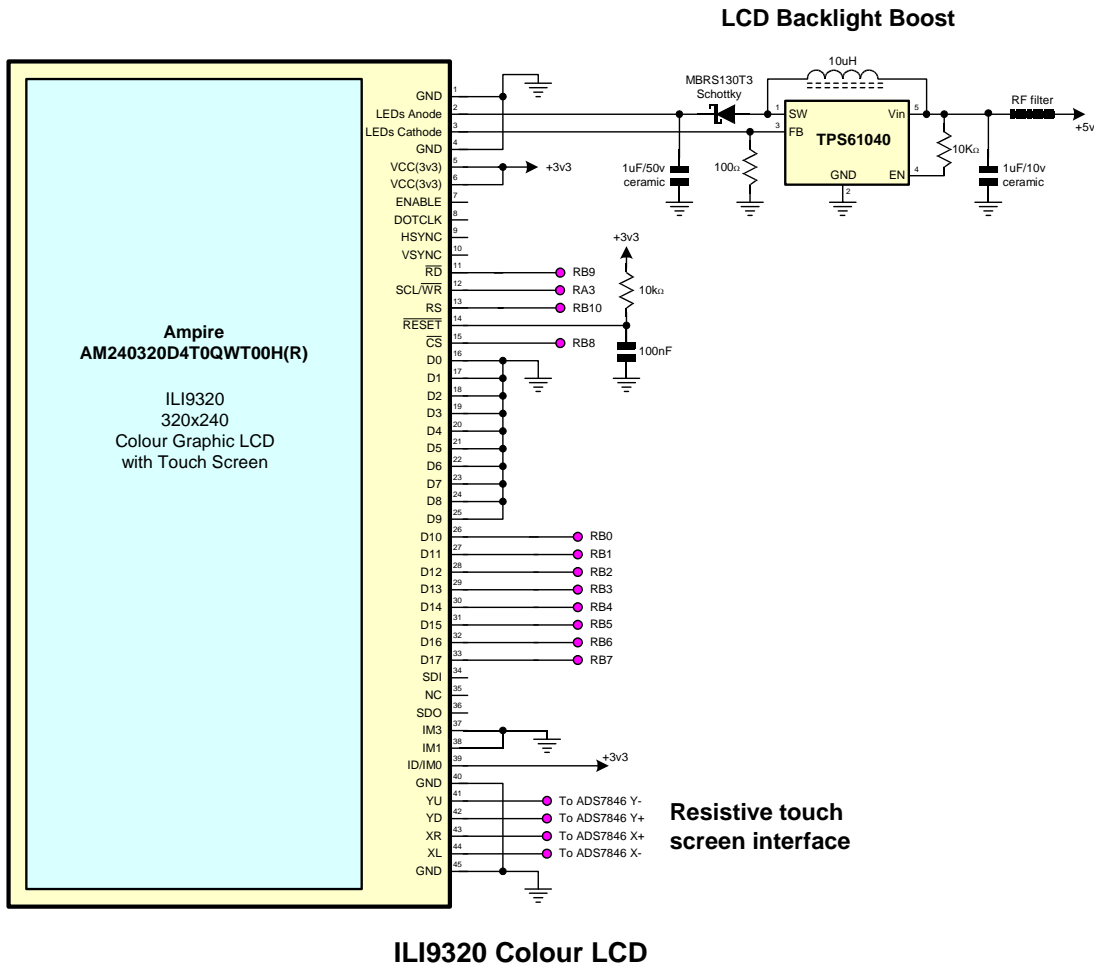 LCD Backlight Boost
10uH
MBRS130T3
Schottky
RF filter
+5v
1
SW
Vin
5
3
FB
TPS61040
10KΩ
100Ω
GND
EN
4
2
1uF/50v
ceramic
1uF/10v
ceramic
GND
1
LEDs Anode
2
LEDs Cathode
3
GND
4
VCC(3v3)
5
+3v3
VCC(3v3)
6
ENABLE
7
DOTCLK
8
HSYNC
9
VSYNC
10
+3v3
RD
11
RB9
SCL/WR
12
RA3
10kΩ
RS
13
RB10
RESET
14
CS
15
RB8
100nF
D0
16
D1
17
D2
18
D3
19
D4
20
D5
21
D6
22
D7
23
D8
24
D9
25
D10
26
RB0
D11
27
RB1
D12
28
RB2
D13
29
RB3
D14
30
RB4
D15
31
RB5
D16
32
RB6
D17
33
RB7
SDI
34
NC
35
SDO
36
IM3
37
IM1
38
ID/IM0
39
+3v3
GND
40
YU
41
To ADS7846 Y-
YD
42
To ADS7846 Y+
XR
43
To ADS7846 X+
XL
44
To ADS7846 X-
GND
45
Ampire
AM240320D4T0QWT00H(R)
ILI9320
320x240
Colour Graphic LCD
with Touch Screen
Resistive touch
screen interface
ILI9320 Colour LCD